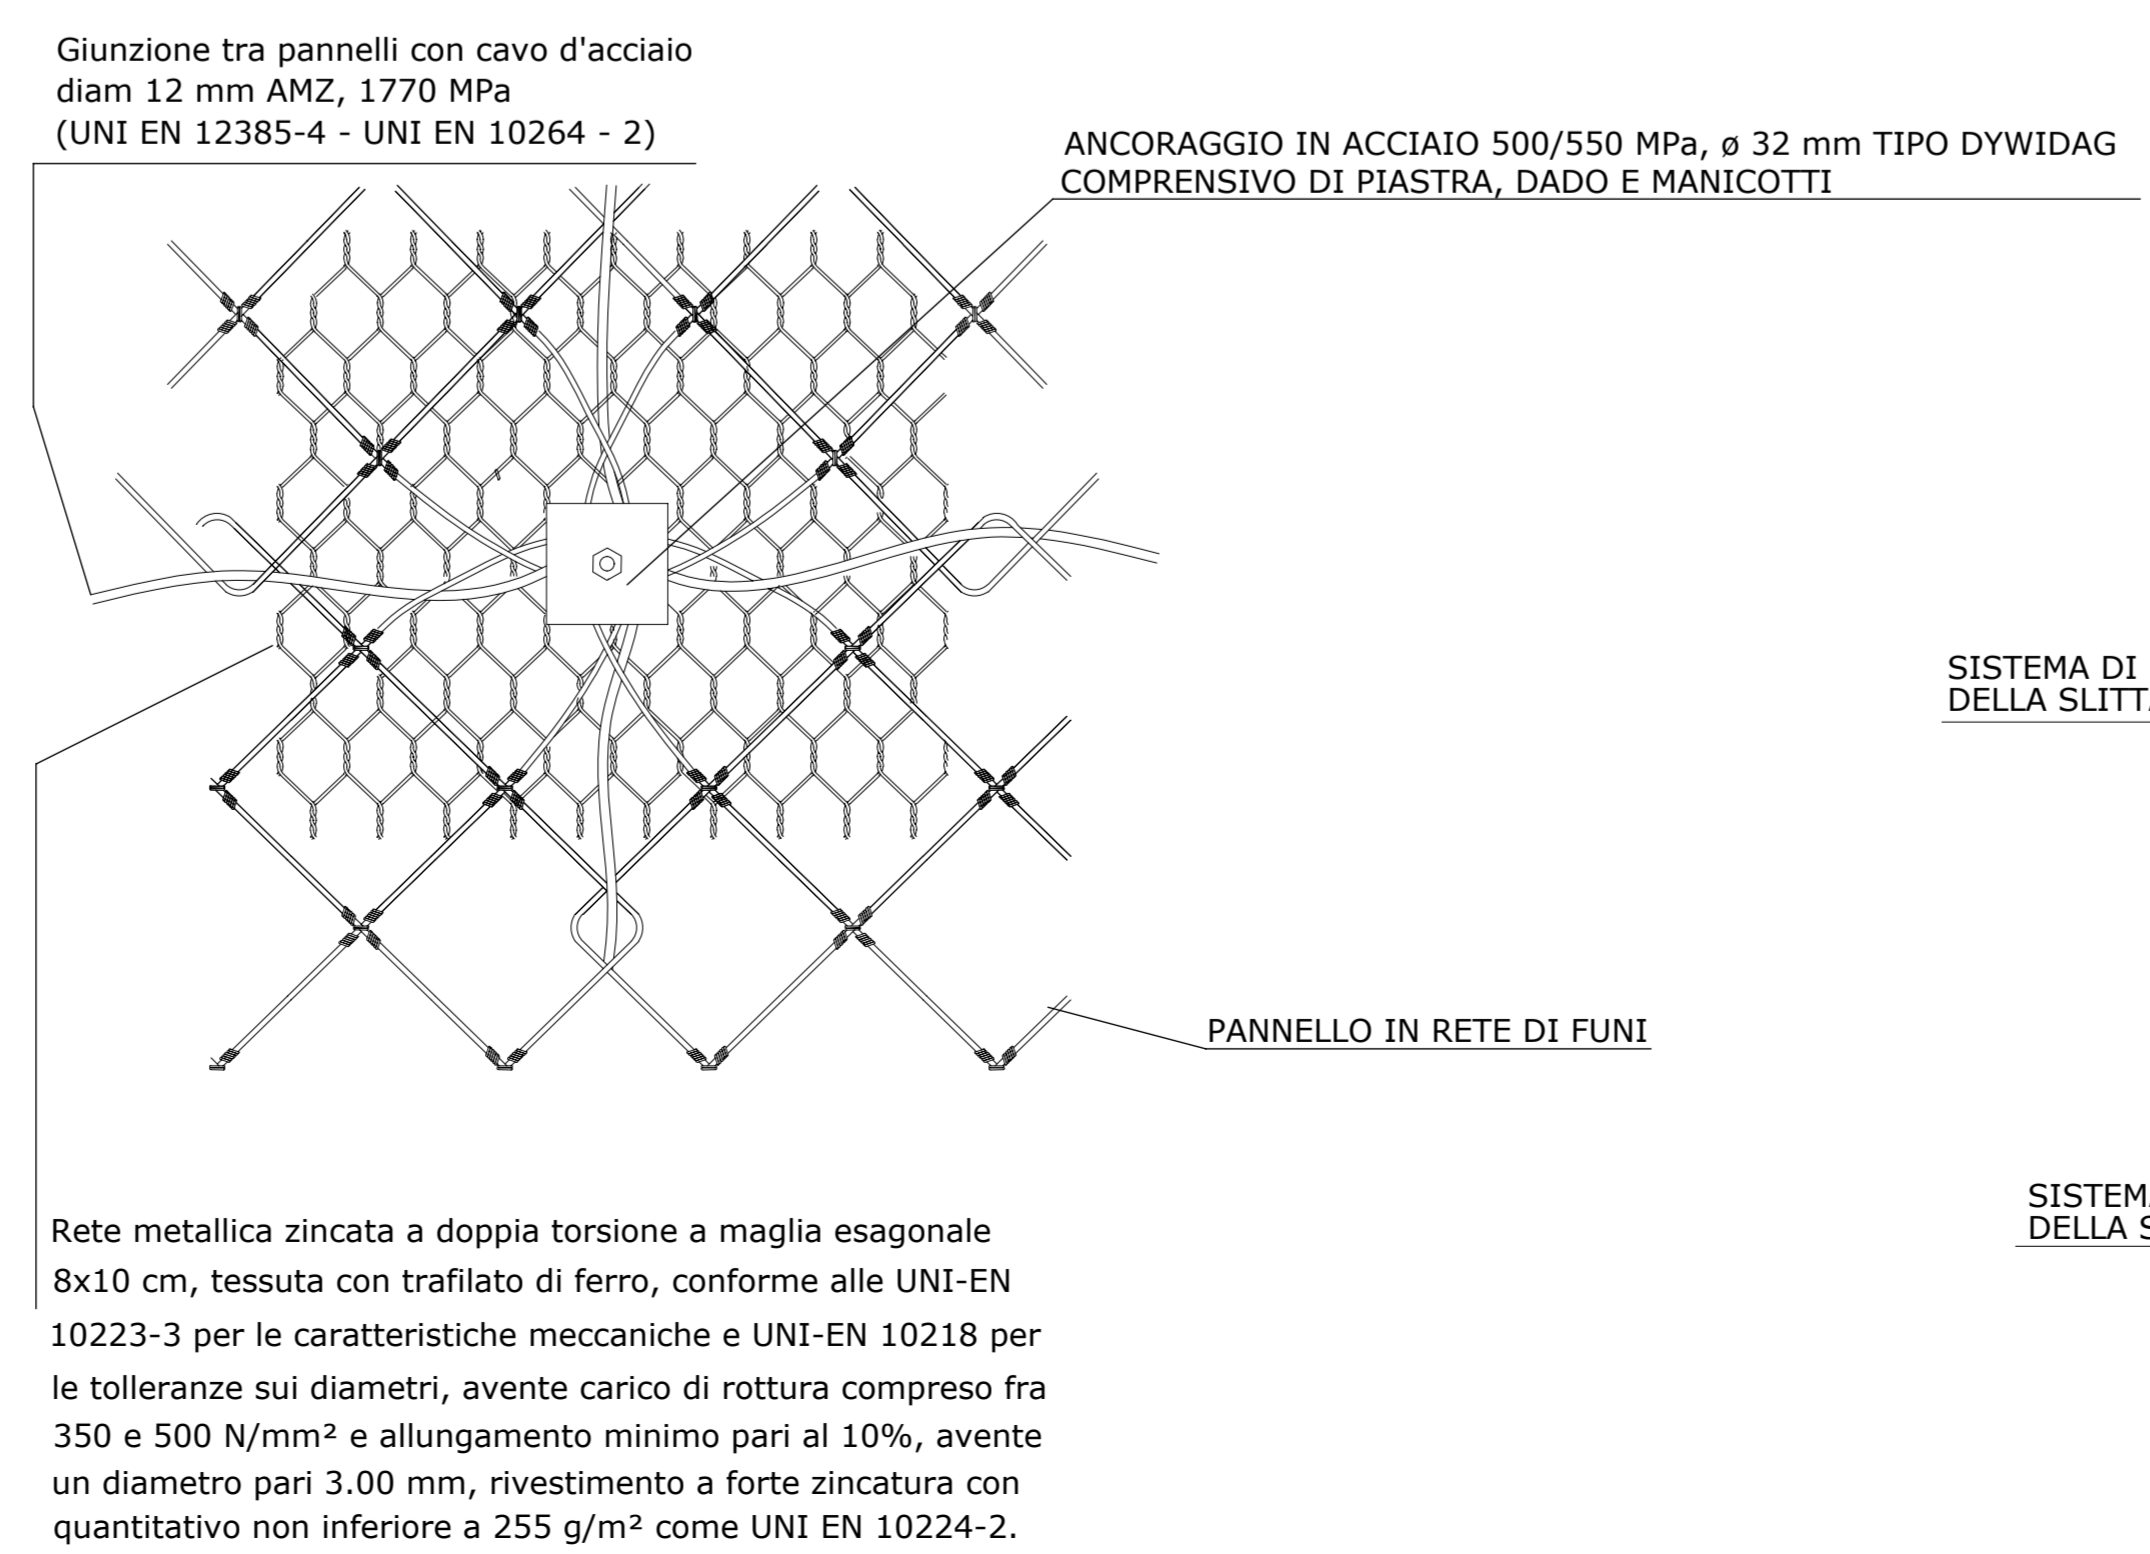 Giunzione tra pannelli con cavo d'acciaio
diam 12 mm AMZ, 1770 MPa
(UNI EN 12385-4 - UNI EN 10264 - 2)
ANCORAGGIO IN ACCIAIO 500/550 MPa, ø 32 mm TIPO DYWIDAG
COMPRENSIVO DI PIASTRA, DADO E MANICOTTI
SISTEMA DI
DELLA
PANNELLO IN RETE DI FUNI
DELLA
Rete metallica zincata a doppia torsione a maglia esagonale
8x10 cm, tessuta con trafilato di ferro, conforme alle UNI-EN
10223-3 per le caratteristiche meccaniche e UNI-EN 10218 per
le tolleranze sui diametri, avente carico di rottura compreso fra
350 e 500 N/mm² e allungamento minimo pari al 10%, avente
un diametro pari 3.00 mm, rivestimento a forte zincatura con
quantitativo non inferiore a 255 g/m² come UNI EN 10224-2.